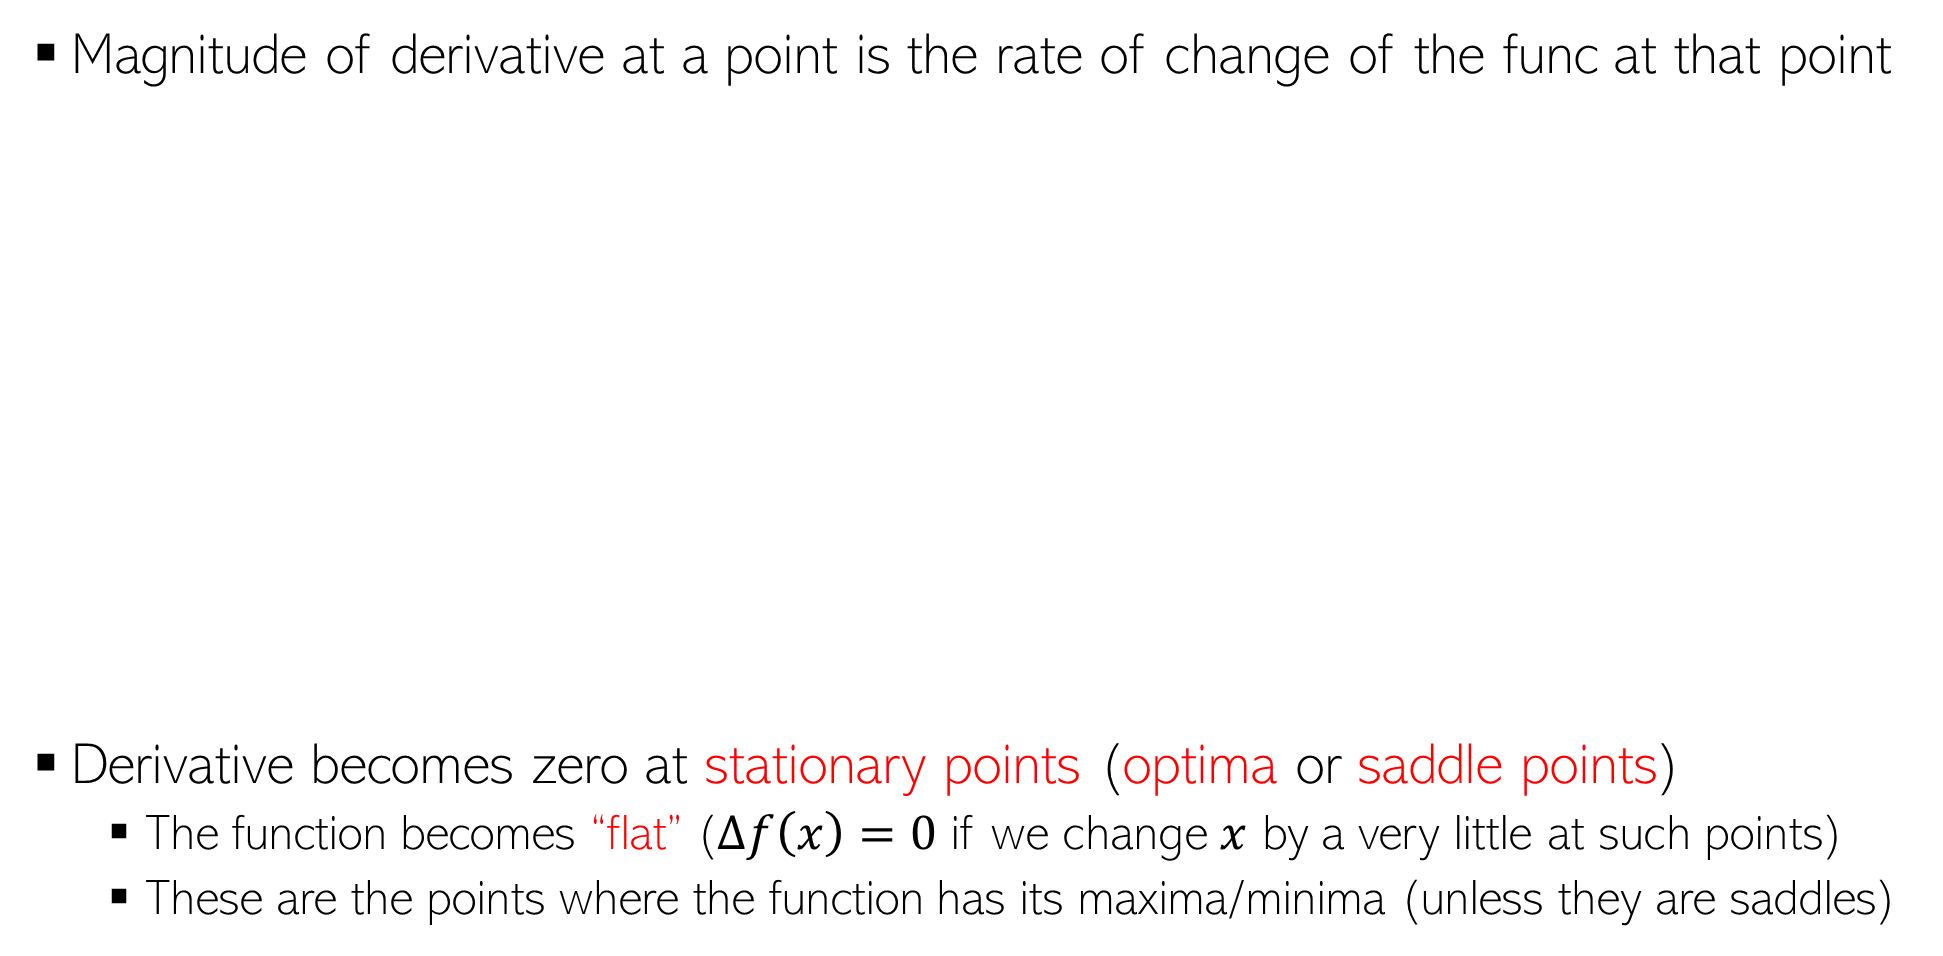 ▪ Magnitude of derivative at a point is the rate of change of the func at that point
▪ Derivative becomes zero at stationary points (optima or saddle points)
▪ The function becomes “flat” (Δ𝒇(𝒙) = 𝟎 if we change 𝒙 by a very little at such points)
▪ These are the points where the function has its maxima/minima (unless they are saddles)